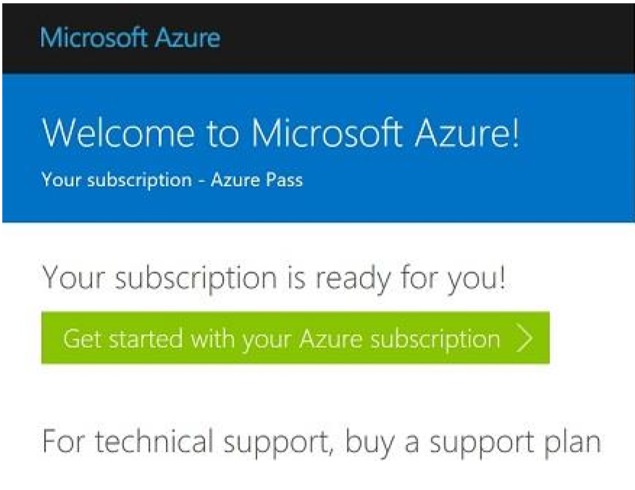 Microsoft Azure
Welcome to Microsoft Azure!
Your subscription - Azure Pass
Your subscription is ready for you!
Get started with your Azure subscription
For technical support, buy a support plan